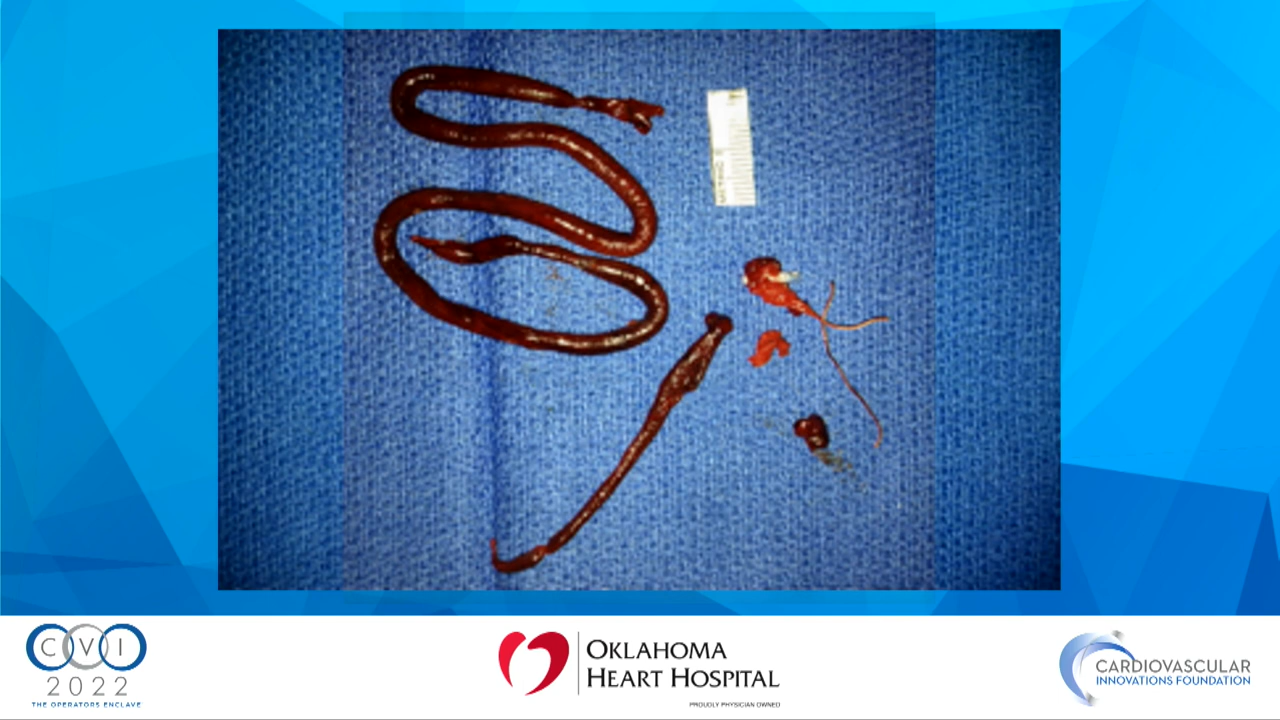 CVI
2022
THE OPERATORS ENCLAVE
OKLAHOMA
HEART HOSPITAL
PROUDLY PHYSICIAN OWNED
CARDIOVASCULAR
INNOVATIONS FOUNDATION